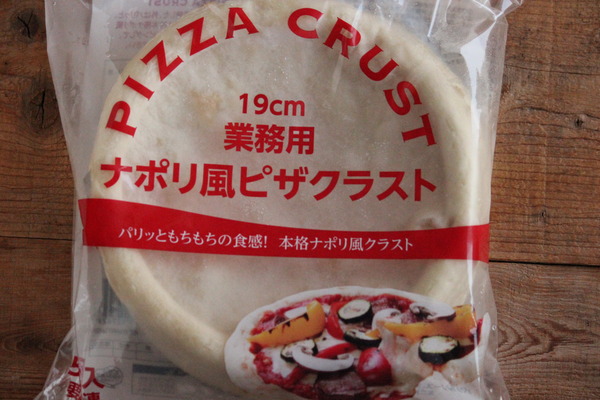 PIZZA CRUST
19cm
業務用
ナポリ風ピザクラスト
パリッともちもちの食感! 本格ナポリ風クラスト